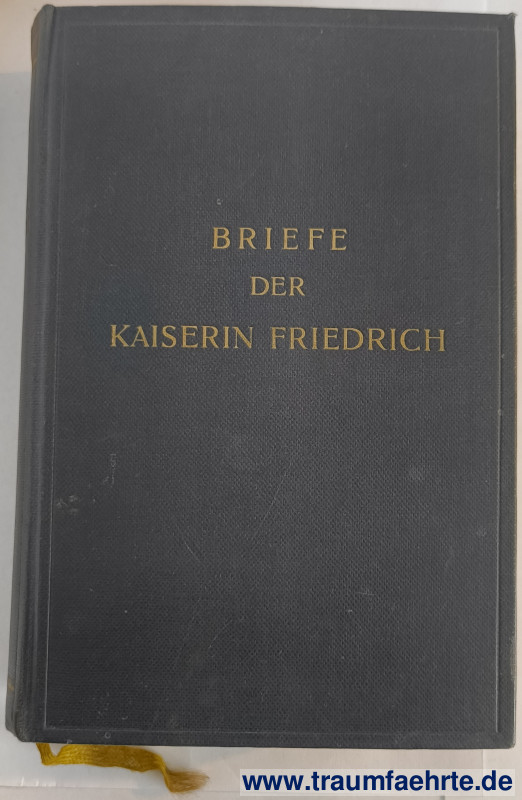 BRIEFE
DER
KAISERIN FRIEDRICH
www.traumfaehrte.de